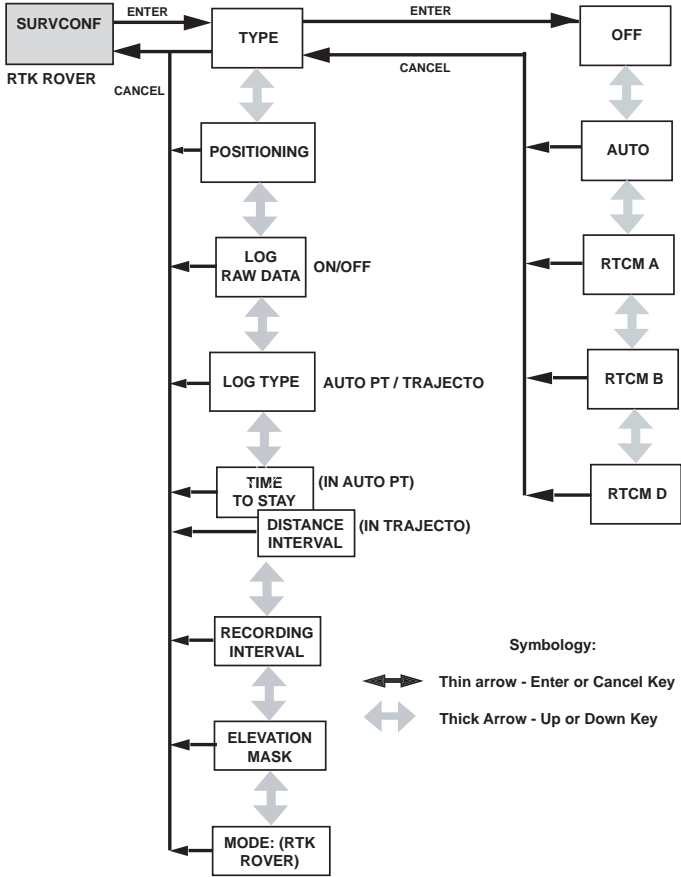 SURVCONF
ENTER
TYPE
ENTER
OFF
RTK ROVER
CANCEL
CANCEL
POSITIONING
AUTO
LOG
RAW DATA
ON/OFF
RTCM A
LOG TYPE
AUTO PT / TRAJECTO
RTCM B
TIME
TO STAY
(IN AUTO PT)
DISTANCE
INTERVAL
(IN TRAJECTO)
RTCM D
RECORDING
INTERVAL
Symbology:
Thin arrow - Enter or Cancel Key
Thick Arrow - Up or Down Key
ELEVATION
MASK
MODE: (RTK
ROVER)